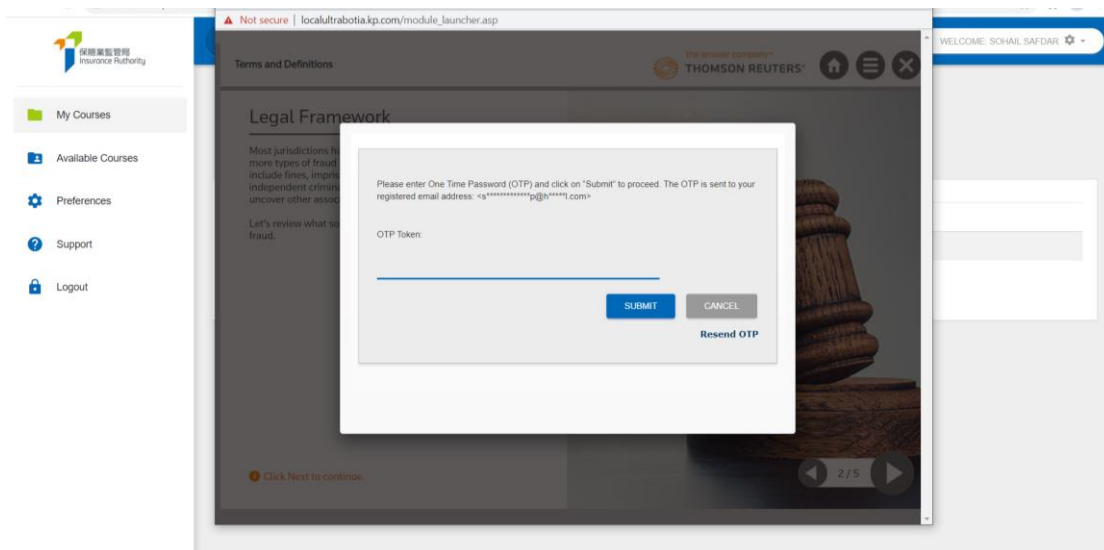 Not secure | localultrabotia.kp.com/module_launcher.asp
保險業監管局
Insurance Authority
WELCOME: SOHAIL SAFDAR
Terms and Definitions
the answer company™
THOMSON REUTERS®
My Courses
Available Courses
Preferences
Support
Logout
Legal Framework
Most jurisdictions
more types of fraud
include fines,
independent
uncover other
Let's review what
fraud.
Please enter One Time Password (OTP) and click on "Submit" to proceed. The OTP is sent to your
registered email address: <s*************p@h*****l.com>
OTP Token:
SUBMIT
CANCEL
Resend OTP
Click Next to continue.
2 / 5